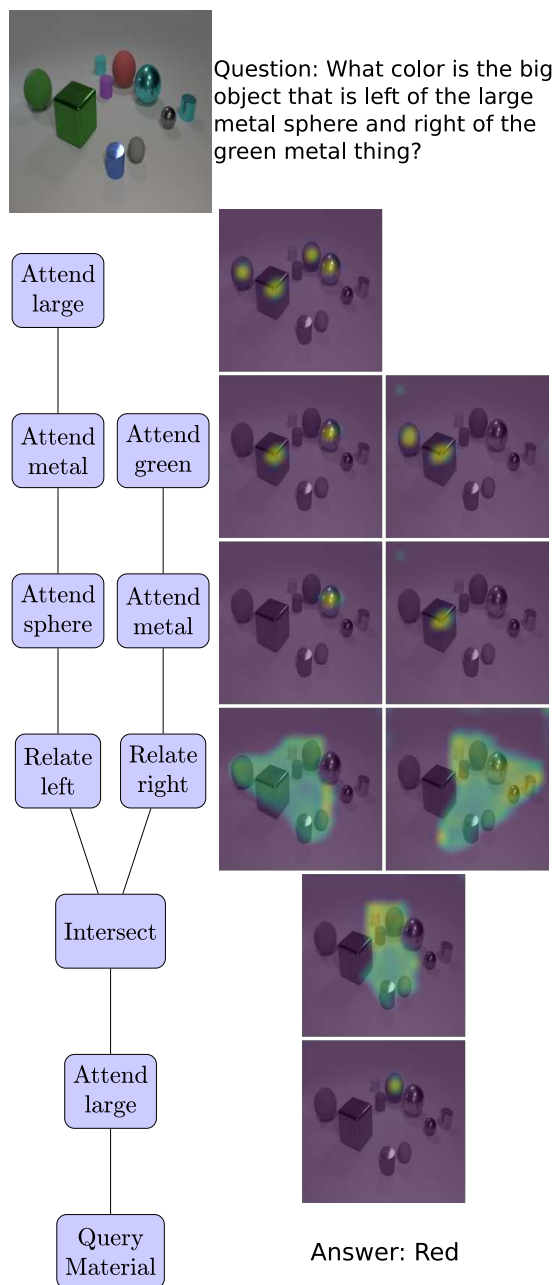 Question: What color is the big
object that is left of the large
metal sphere and right of the
green metal thing?
Attend
large
Attend
metal
Attend
green
Attend
sphere
Attend
metal
Relate
left
Relate
right
Intersect
Attend
large
Query
Material
Answer: Red